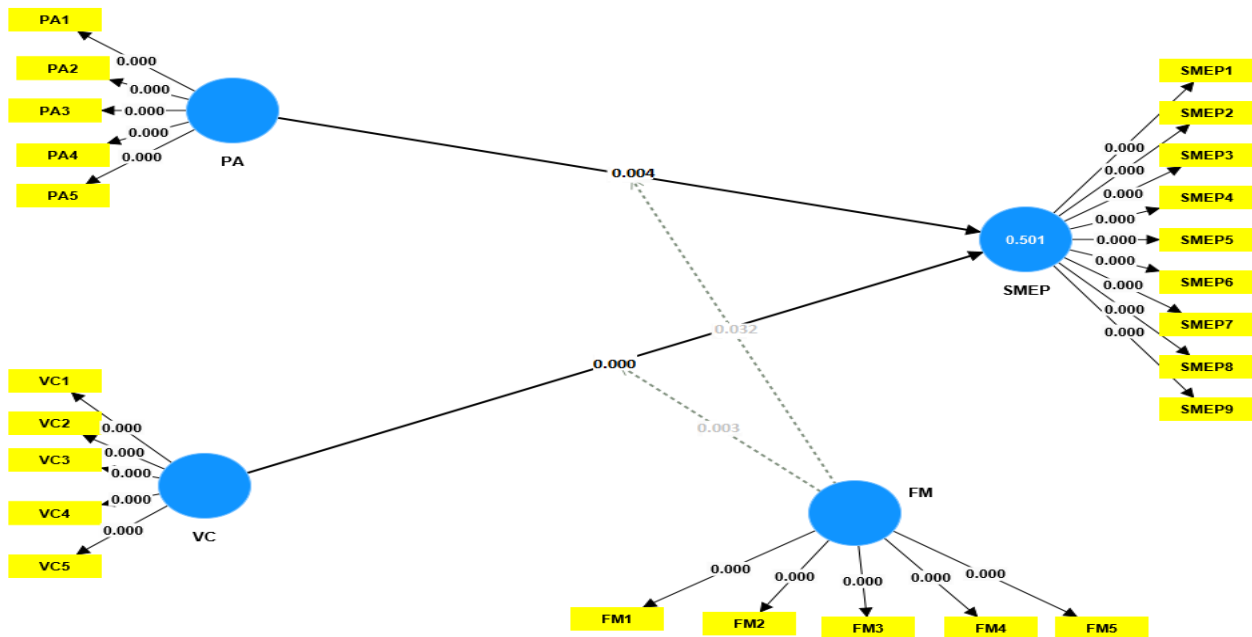 PA1
PA2
PA3
PA4
PA5
0.000
0.000
0.000
0.000
0.000
PA
0.004
SMEP1
SMEP2
SMEP3
SMEP4
SMEP5
SMEP6
SMEP7
SMEP8
SMEP9
0.000
0.000
0.000
0.000
0.000
0.000
0.000
0.000
0.000
0.501
SMEP
0.032
0.000
0.003
VC1
VC2
VC3
VC4
VC5
0.000
0.000
0.000
0.000
0.000
VC
FM
0.000
0.000
0.000
0.000
0.000
FM1
FM2
FM3
FM4
FM5